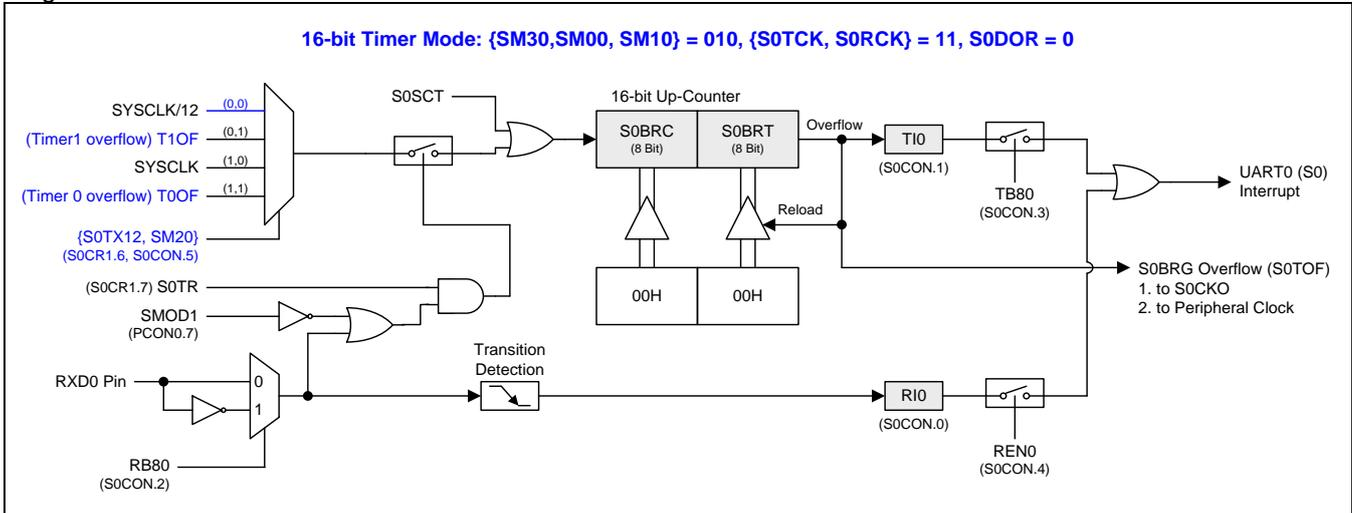 16-bit Timer Mode: {SM30,SM00, SM10} = 010, {S0TCK, S0RCK} = 11, S0DOR = 0
SYSCLK/12
(0,0)
(Timer1 overflow) T1OF
(0,1)
SYSCLK
(1,0)
(Timer 0 overflow) T0OF
(1,1)
{S0TX12, SM20}
(S0CR1.6, S0CON.5)
(S0CR1.7) S0TR
SMOD1
(PCON0.7)
RXD0 Pin
0
1
RB80
(S0CON.2)
S0SCT
16-bit Up-Counter
S0BRC
(8 Bit)
S0BRT
(8 Bit)
Overflow
Reload
00H
00H
Transition
Detection
TI0
(S0CON.1)
TB80
(S0CON.3)
UART0 (S0)
Interrupt
S0BRG Overflow (S0TOF)
1. to S0CKO
2. to Peripheral Clock
RI0
(S0CON.0)
REN0
(S0CON.4)